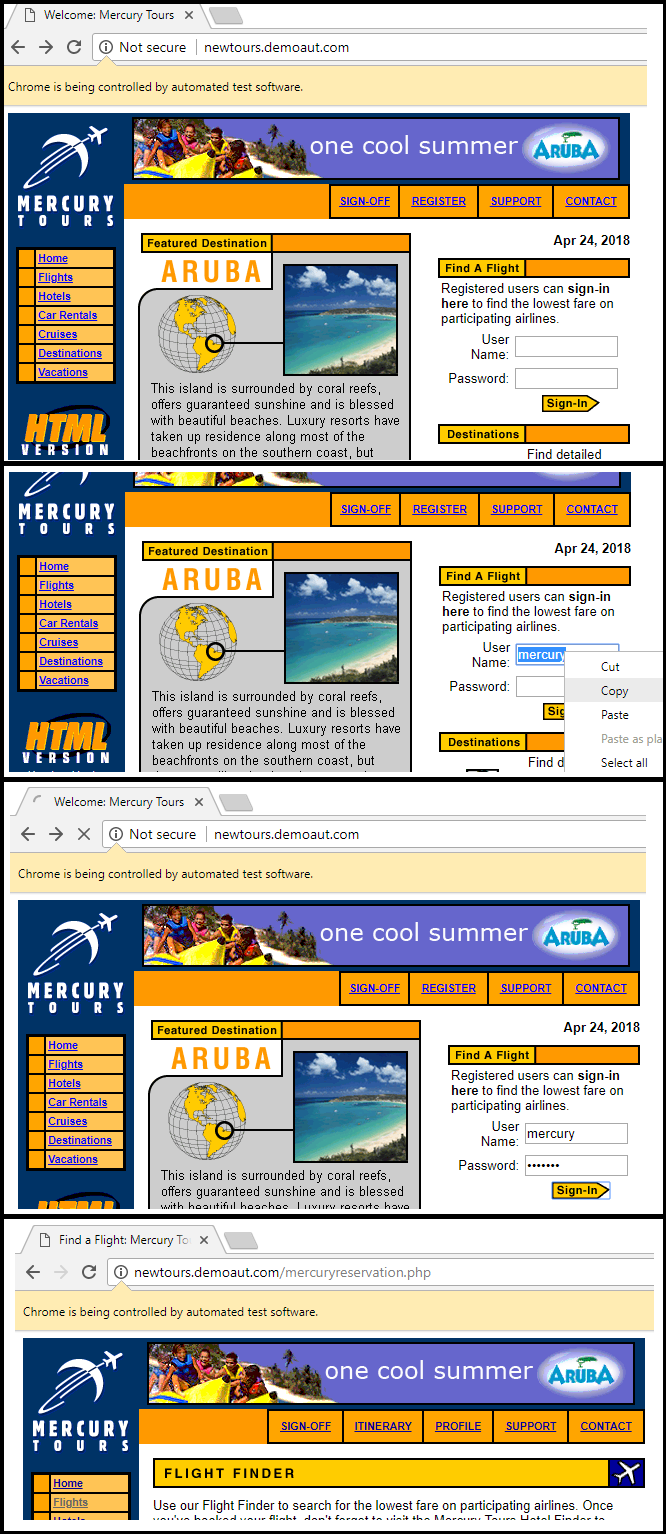 Welcome: Mercury Tours
Not secure newtours.demoaut.com
Chrome is being controlled by automated test software.
MERCURY
TOURS
one cool summer ARUBA
SIGN-OFF REGISTER SUPPORT CONTACT
Home
Flights
Hotels
Car Rentals
Cruises
Destinations
Vacations
HTML
VERSION
Featured Destination
ARUBA
This island is surrounded by coral reefs,
offers guaranteed sunshine and is blessed
with beautiful beaches. Luxury resorts have
taken up residence along most of the
beachfronts on the southern coast, but
Apr 24, 2018
Find A Flight
Registered users can sign-in
here to find the lowest fare on
participating airlines.
User
Name:
Password:
Sign-In
Destinations
Find detailed
MERCURY
TOURS
SIGN-OFF REGISTER SUPPORT CONTACT
Home
Flights
Hotels
Car Rentals
Cruises
Destinations
Vacations
HTML
VERSION
Featured Destination
ARUBA
This island is surrounded by coral reefs,
offers guaranteed sunshine and is blessed
with beautiful beaches. Luxury resorts have
taken up residence along most of the
beachfronts on the southern coast, but
Apr 24, 2018
Find A Flight
Registered users can sign-in
here to find the lowest fare on
participating airlines.
User
Name: mercury
Password:
Sig
Destinations
Find d
Cut
Copy
Paste
Paste as pla
Select all
Welcome: Mercury Tours
Not secure newtours.demoaut.com
Chrome is being controlled by automated test software.
MERCURY
TOURS
one cool summer ARUBA
SIGN-OFF REGISTER SUPPORT CONTACT
Home
Flights
Hotels
Car Rentals
Cruises
Destinations
Vacations
HTML
Featured Destination
ARUBA
This island is surrounded by coral reefs,
offers guaranteed sunshine and is blessed
with beautiful beaches. Luxury resorts have
Apr 24, 2018
Find A Flight
Registered users can sign-in
here to find the lowest fare on
participating airlines.
User
Name: mercury
Password: •••••••
Sign-In
Find a Flight: Mercury To
newtours.demoaut.com/mercuryreservation.php
Chrome is being controlled by automated test software.
MERCURY
TOURS
one cool summer ARUBA
SIGN-OFF ITINERARY PROFILE SUPPORT CONTACT
Home
Flights
Hotels
FLIGHT FINDER
Use our Flight Finder to search for the lowest fare on participating airlines. Once
you've booked your flight, don't forget to visit the Mercury Tours Hotel Finder to